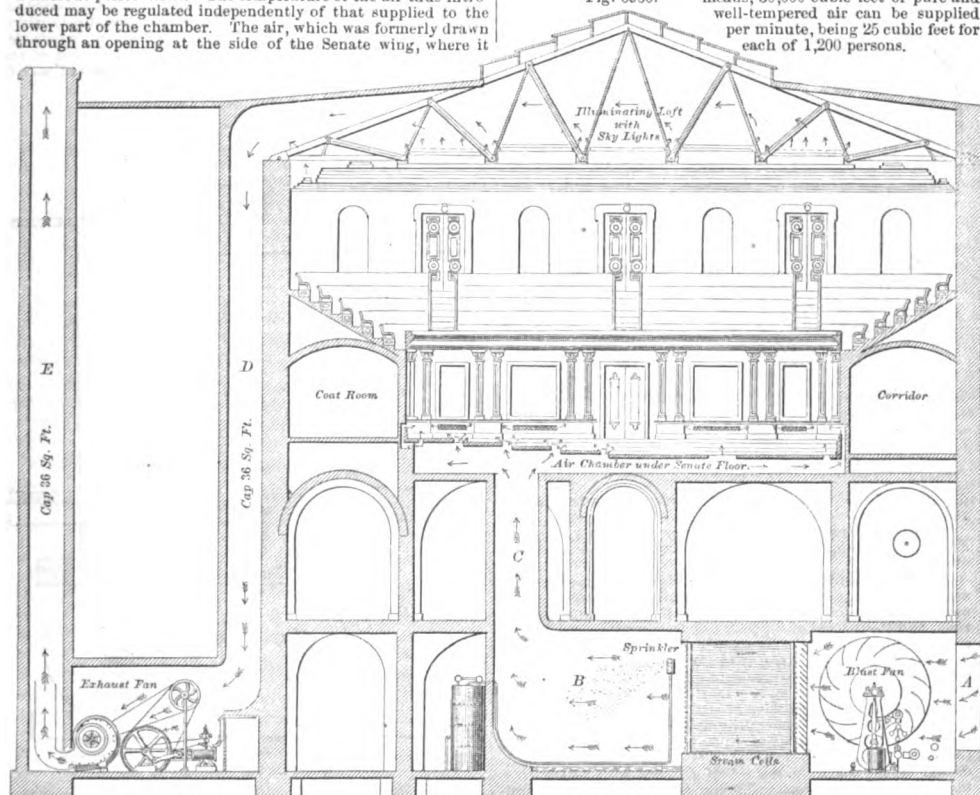 duced may be regulated independently of that supplied to the
lower part of the chamber. The air, which was formerly drawn
through an opening at the side of the Senate wing, where it
well-tempered air can be supplied
per minute, being 25 cubic feet for
each of 1,200 persons.
Illuminating Loft
with
Sky Lights
E
Cap 36 Sq. Ft.
D
Cap 36 Sq. Ft.
Coat Room
Corridor
Air Chamber under Senate Floor.
C
Sprinkler
B
Exhaust Fan
Blast Fan
A
Steam Coils